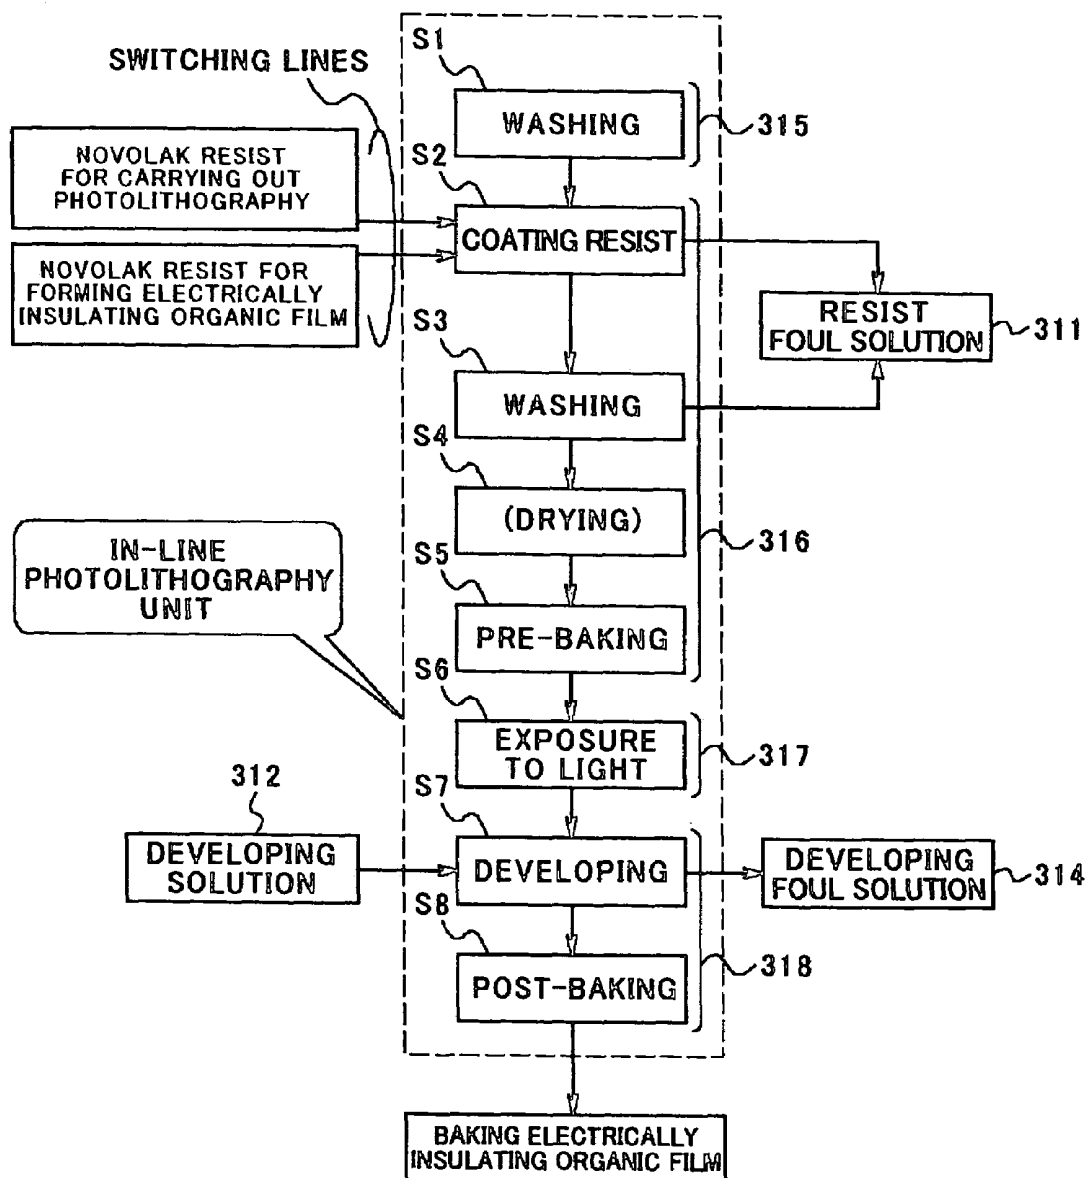 S1
SWITCHING LINES
WASHING
315
S2
NOVOLAK RESIST
FOR CARRYING OUT
PHOTOLITHOGRAPHY
COATING RESIST
NOVOLAK RESIST FOR
FORMING ELECTRICALLY
INSULATING ORGANIC FILM
RESIST
FOUL SOLUTION
311
S3
WASHING
S4
(DRYING)
316
S5
IN-LINE
PHOTOLITHOGRAPHY
UNIT
PRE-BAKING
S6
EXPOSURE
TO LIGHT
317
312
S7
DEVELOPING
SOLUTION
DEVELOPING
DEVELOPING
FOUL SOLUTION
314
S8
318
POST-BAKING
BAKING ELECTRICALLY
INSULATING ORGANIC FILM